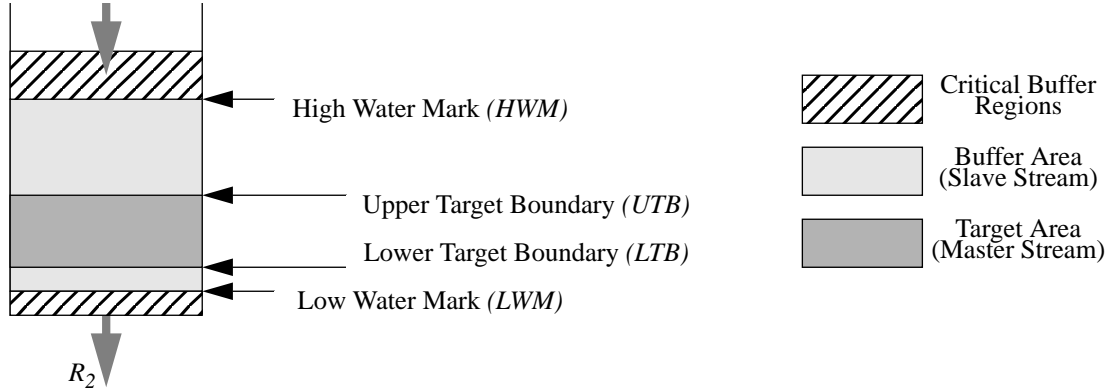 High Water Mark (HWM)
Upper Target Boundary (UTB)
Lower Target Boundary (LTB)
Low Water Mark (LWM)
R2
Critical Buffer
Regions
Buffer Area
(Slave Stream)
Target Area
(Master Stream)